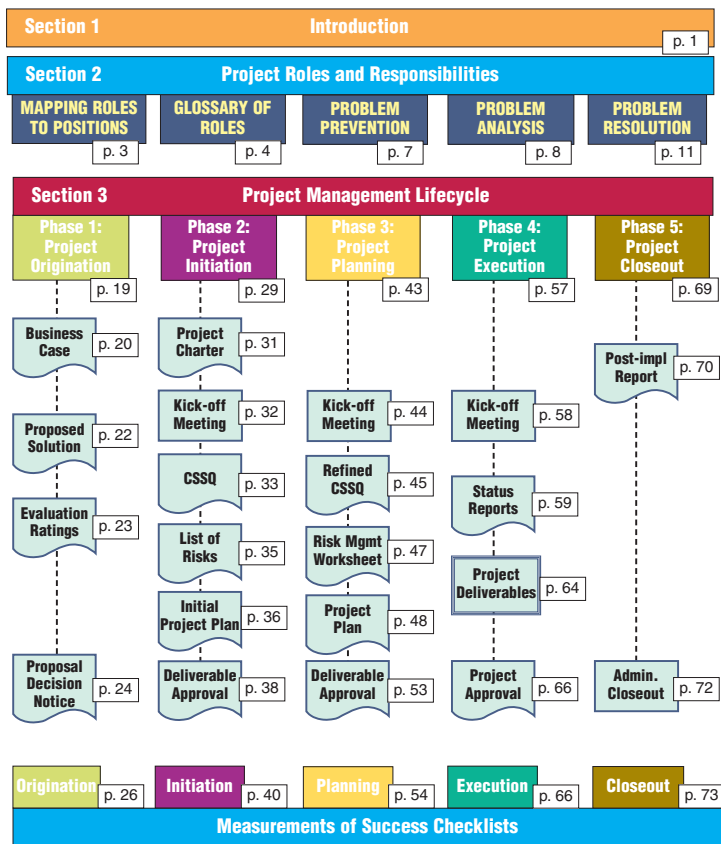 Section 1 Introduction
p. 1
Section 2 Project Roles and Responsibilities
MAPPING ROLES
TO POSITIONS
p. 3
GLOSSARY OF
ROLES
p. 4
PROBLEM
PREVENTION
p. 7
PROBLEM
ANALYSIS
p. 8
PROBLEM
RESOLUTION
p. 11
Section 3 Project Management Lifecycle
Phase 1:
Project
Origination
p. 19
Business
Case
p. 20
Proposed
Solution
p. 22
Evaluation
Ratings
p. 23
Proposal
Decision
Notice
p. 24
Phase 2:
Project
Initiation
p. 29
Project
Charter
p. 31
Kick-off
Meeting
p. 32
CSSQ
p. 33
List of
Risks
p. 35
Initial
Project Plan
p. 36
Deliverable
Approval
p. 38
Phase 3:
Project
Planning
p. 43
Kick-off
Meeting
p. 44
Refined
CSSQ
p. 45
Risk Mgmt
Worksheet
p. 47
Project
Plan
p. 48
Deliverable
Approval
p. 53
Phase 4:
Project
Execution
p. 57
Kick-off
Meeting
p. 58
Status
Reports
p. 59
Project
Deliverables
p. 64
Project
Approval
p. 66
Phase 5:
Project
Closeout
p. 69
Post-impl
Report
p. 70
Admin.
Closeout
p. 72
Origination
p. 26
Initiation
p. 40
Planning
p. 54
Execution
p. 66
Closeout
p. 73
Measurements of Success Checklists